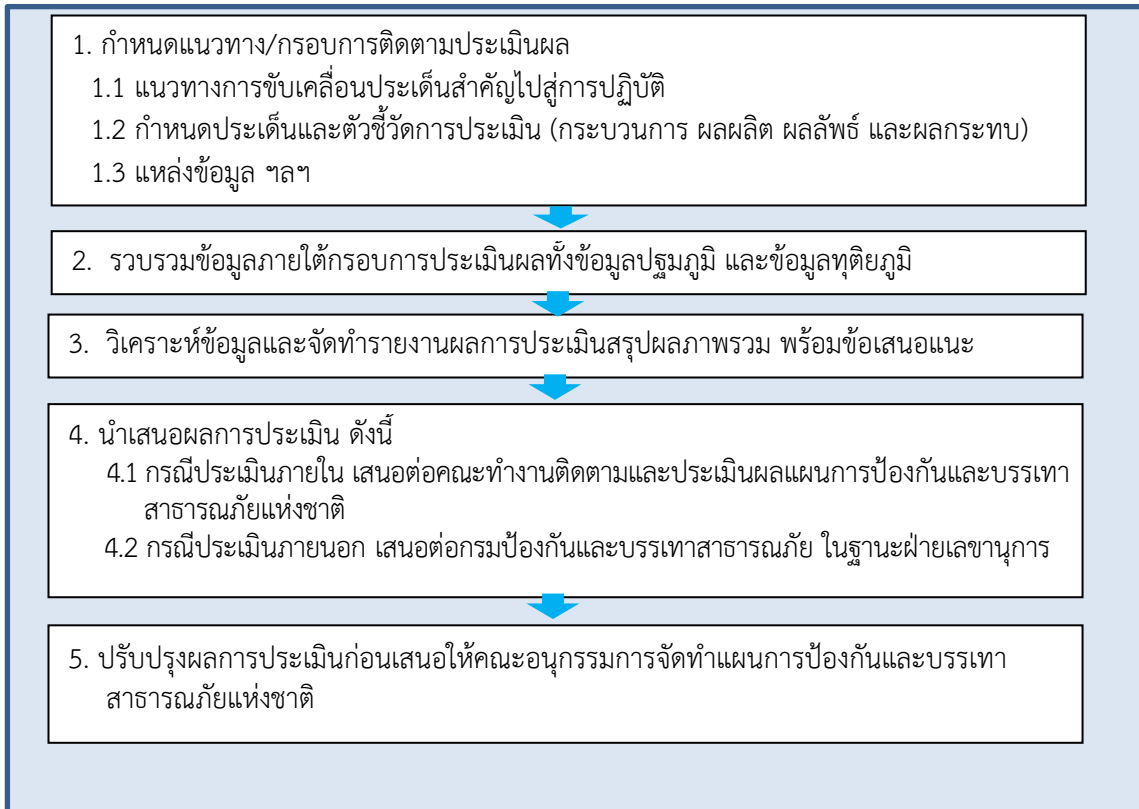 1. กำหนดแนวทาง/กรอบการติดตามประเมินผล
1.1 แนวทางการขับเคลื่อนประเด็นสำคัญไปสู่การปฏิบัติ
1.2 กำหนดประเด็นและตัวชี้วัดการประเมิน (กระบวนการ ผลผลิต ผลลัพธ์ และผลกระทบ)
1.3 แหล่งข้อมูล ฯลฯ
2. รวบรวมข้อมูลภายใต้กรอบการประเมินผลทั้งข้อมูลปฐมภูมิ และข้อมูลทุติยภูมิ
3. วิเคราะห์ข้อมูลและจัดทำรายงานผลการประเมินสรุปผลภาพรวม พร้อมข้อเสนอแนะ
4. นำเสนอผลการประเมิน ดังนี้
4.1 กรณีประเมินภายใน เสนอต่อคณะทำงานติดตามและประเมินผลแผนการป้องกันและบรรเทา
สาธารณภัยแห่งชาติ
4.2 กรณีประเมินภายนอก เสนอต่อกรมป้องกันและบรรเทาสาธารณภัย ในฐานะฝ่ายเลขานุการ
5. ปรับปรุงผลการประเมินก่อนเสนอให้คณะอนุกรรมการจัดทำแผนการป้องกันและบรรเทา
สาธารณภัยแห่งชาติ